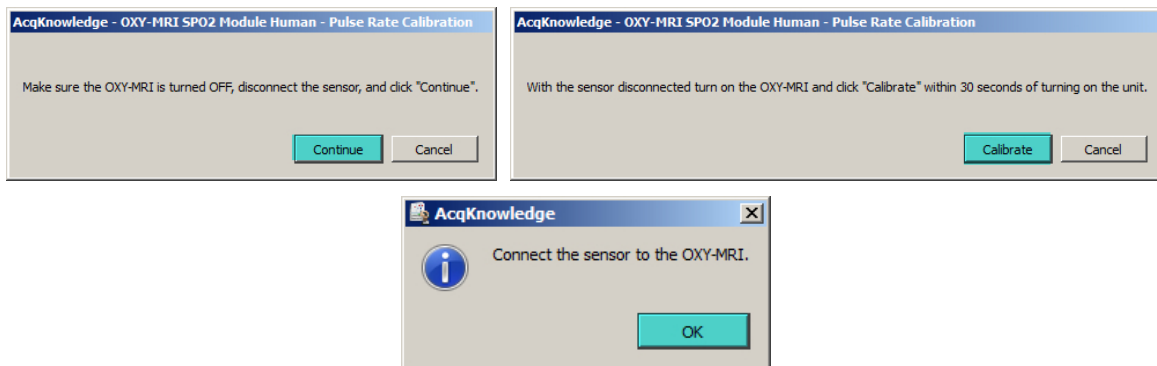 AcqKnowledge - OXY-MRI SPO2 Module Human - Pulse Rate Calibration
Make sure the OXY-MRI is turned OFF, disconnect the sensor, and click "Continue".
Continue
Cancel
AcqKnowledge - OXY-MRI SPO2 Module Human - Pulse Rate Calibration
With the sensor disconnected turn on the OXY-MRI and click "Calibrate" within 30 seconds of turning on the unit.
Calibrate
Cancel
AcqKnowledge
Connect the sensor to the OXY-MRI.
OK